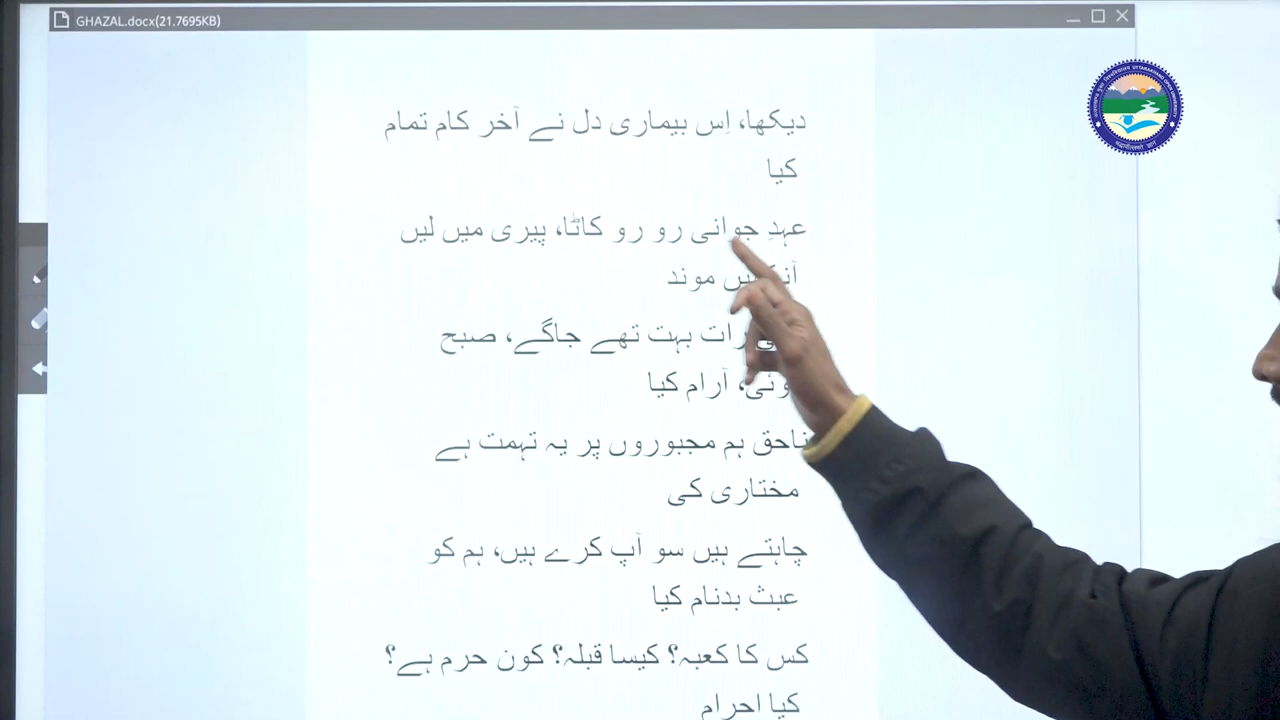 GHAZAL.docx(21.7695KB)
دیکھا، اِس بیماری دل نے آخر کام تمام
کیا
عہدِ جوانی رو رو کاٹا، پیری میں لیں
موند
رات بہت تھے جاگے، صبح
آرام کیا
ناحق ہم مجبوروں پر یہ تہمت ہے
مختاری کی
چاہتے ہیں سو آپ کرے ہیں، ہم کو
عبث بدنام کیا
کس کا کعبہ؟ کیسا قبلہ؟ کون حرم ہے؟
کیا احرام